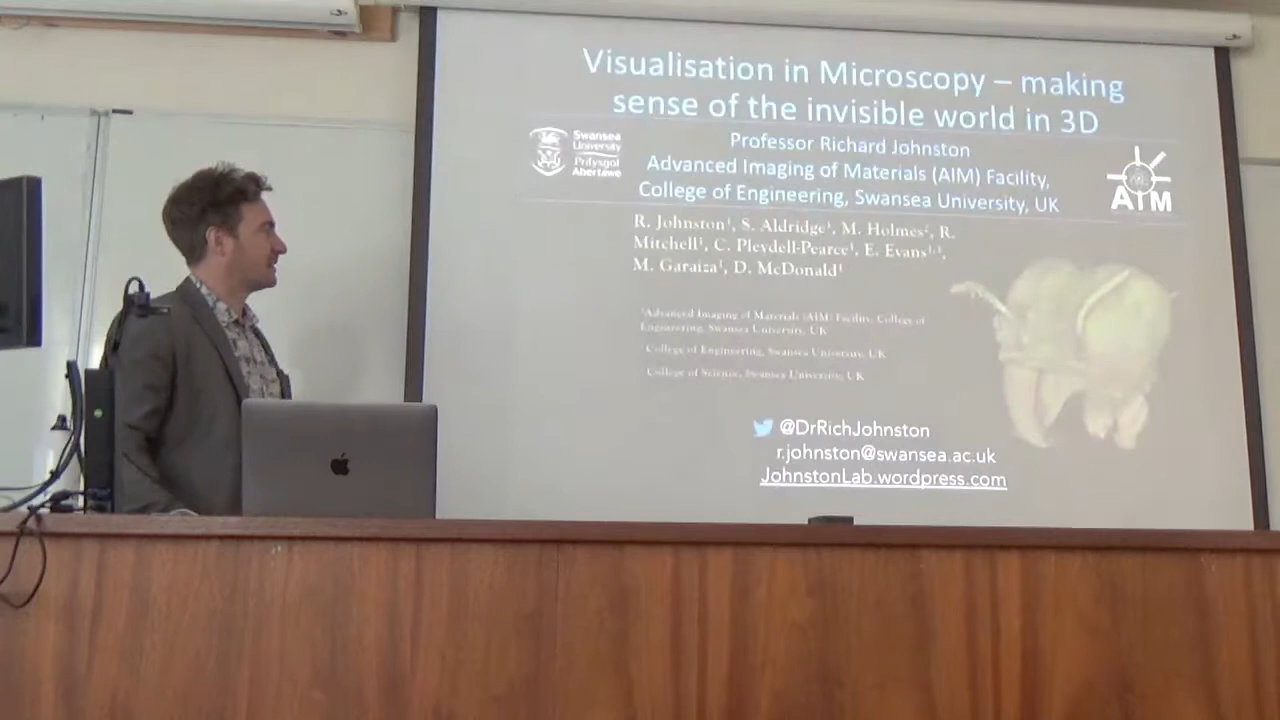 Visualisation in Microscopy – making
sense of the invisible world in 3D
Swansea
University
Prifysgol
Abertawe
Professor Richard Johnston
Advanced Imaging of Materials (AIM) Facility,
College of Engineering, Swansea University, UK
AIM
R. Johnston¹, S. Aldridge¹, M. Holmes², R.
Mitchell¹, C. Pleydell-Pearce¹, E. Evans¹,³,
M. Garaiza¹, D. McDonald¹
¹Advanced Imaging of Materials (AIM) Facility, College of
Engineering, Swansea University, UK
College of Engineering, Swansea University, UK
College of Science, Swansea University, UK
@DrRichJohnston
r.johnston@swansea.ac.uk
JohnstonLab.wordpress.com